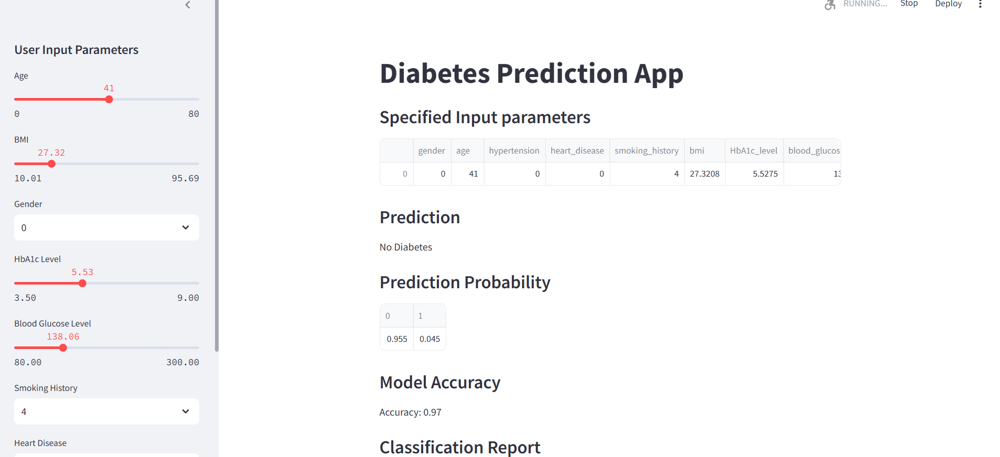 RUNNING... Stop Deploy
User Input Parameters
Age
41
0 80
BMI
27.32
10.01 95.69
Gender
0
HbA1c Level
5.53
3.50 9.00
Blood Glucose Level
138.06
80.00 300.00
Smoking History
4
Heart Disease
Diabetes Prediction App
Specified Input parameters
gender age hypertension heart_disease smoking_history bmi HbA1c_level blood_glucos
0 0 41 0 0 4 27.3208 5.5275 13
Prediction
No Diabetes
Prediction Probability
0 1
0.955 0.045
Model Accuracy
Accuracy: 0.97
Classification Report